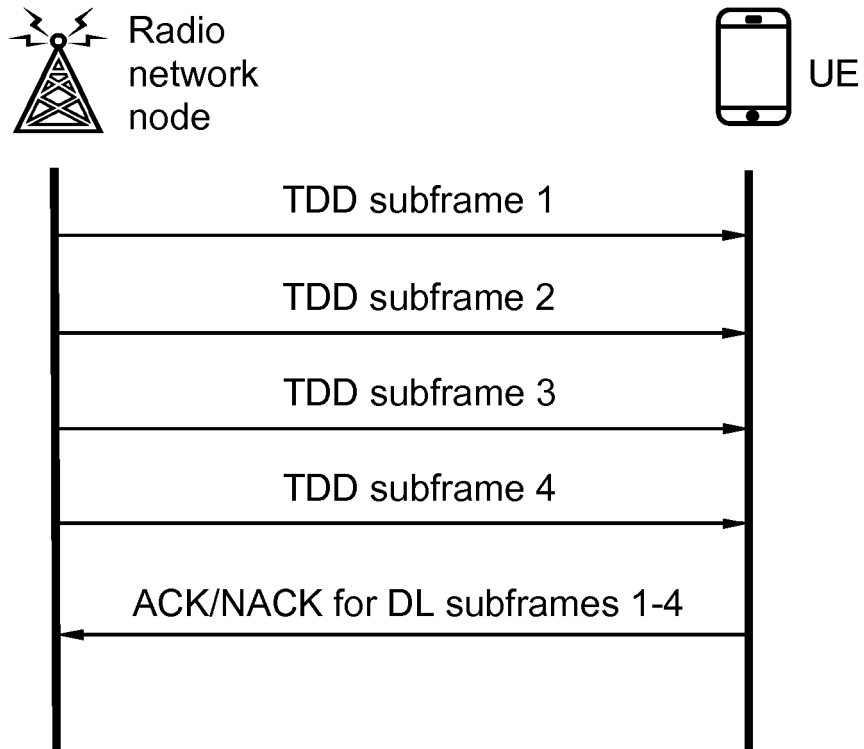 Radio
network
node
UE
TDD subframe 1
TDD subframe 2
TDD subframe 3
TDD subframe 4
ACK/NACK for DL subframes 1-4